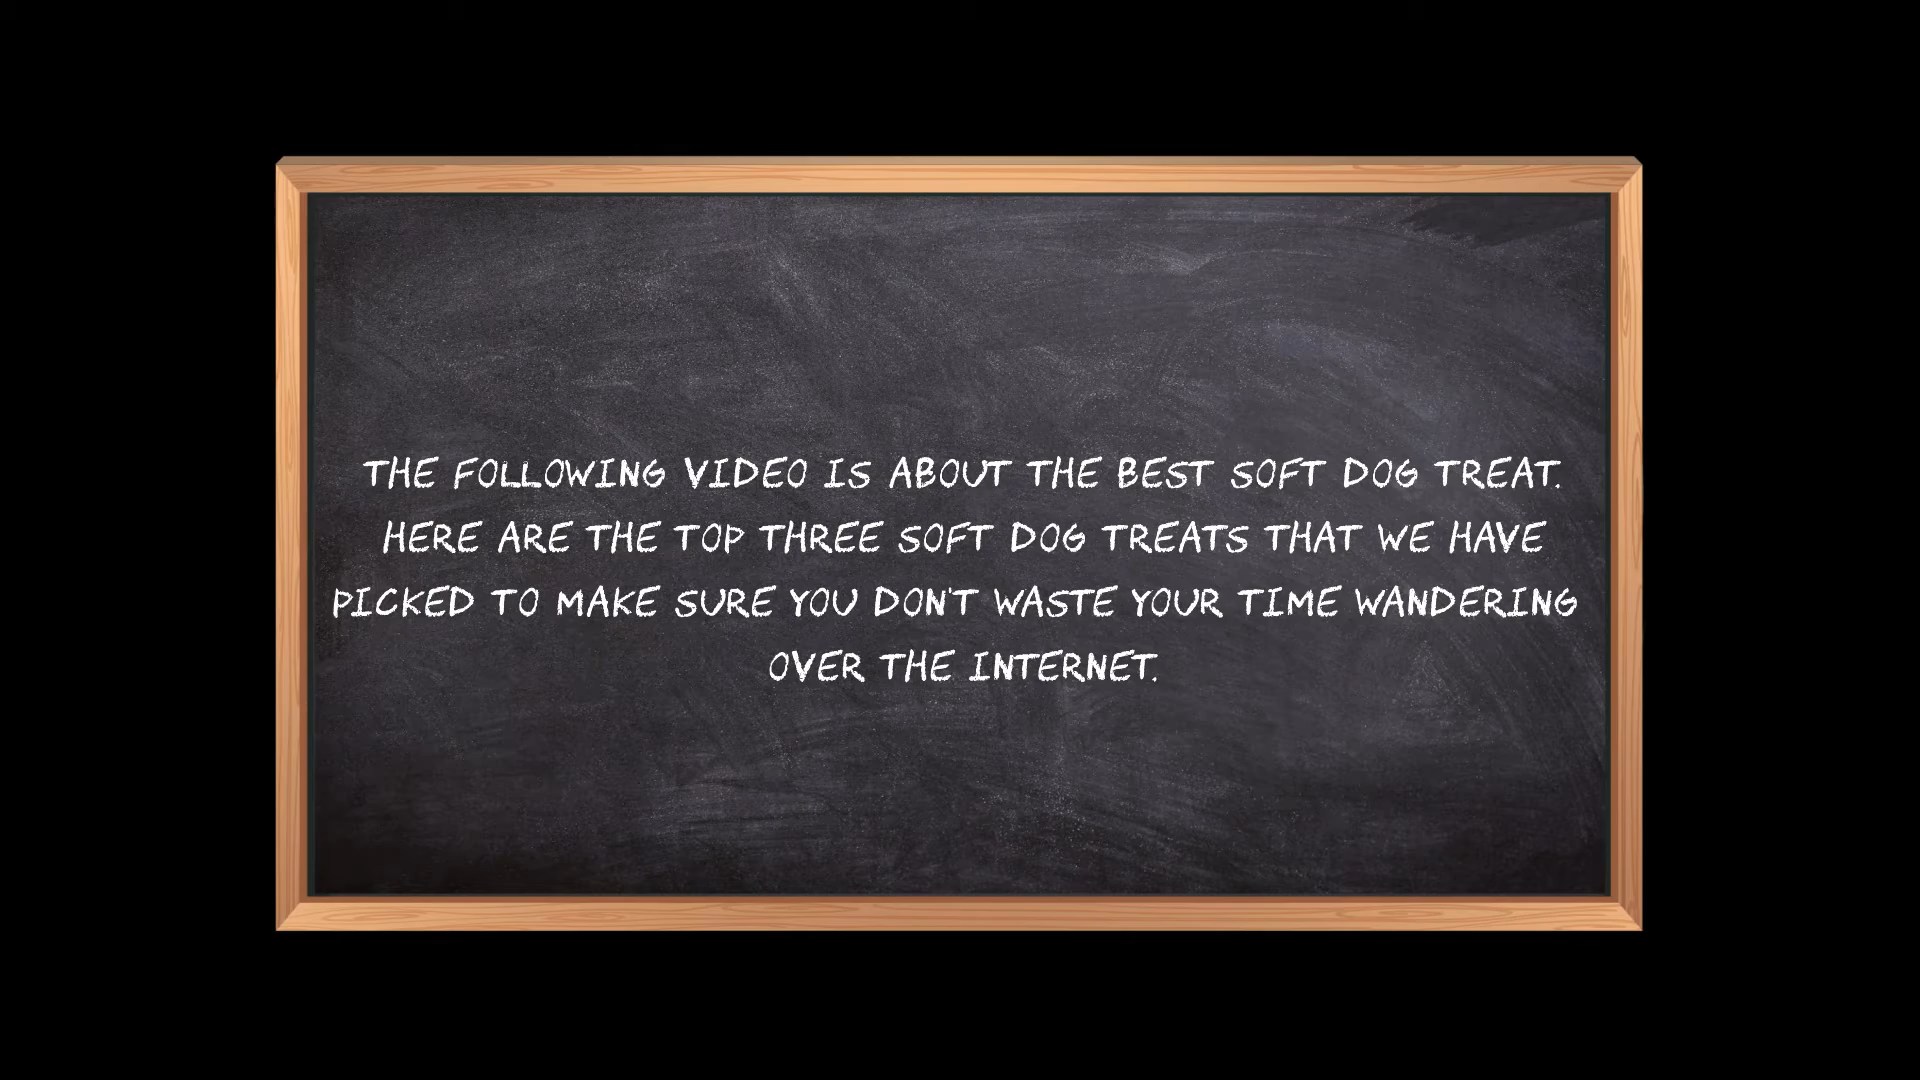 THE FOLLOWING VIDEO IS ABOUT THE BEST SOFT DOG TREAT.
HERE ARE THE TOP THREE SOFT DOG TREATS THAT WE HAVE
PICKED TO MAKE SURE YOU DON'T WASTE YOUR TIME WANDERING
OVER THE INTERNET.